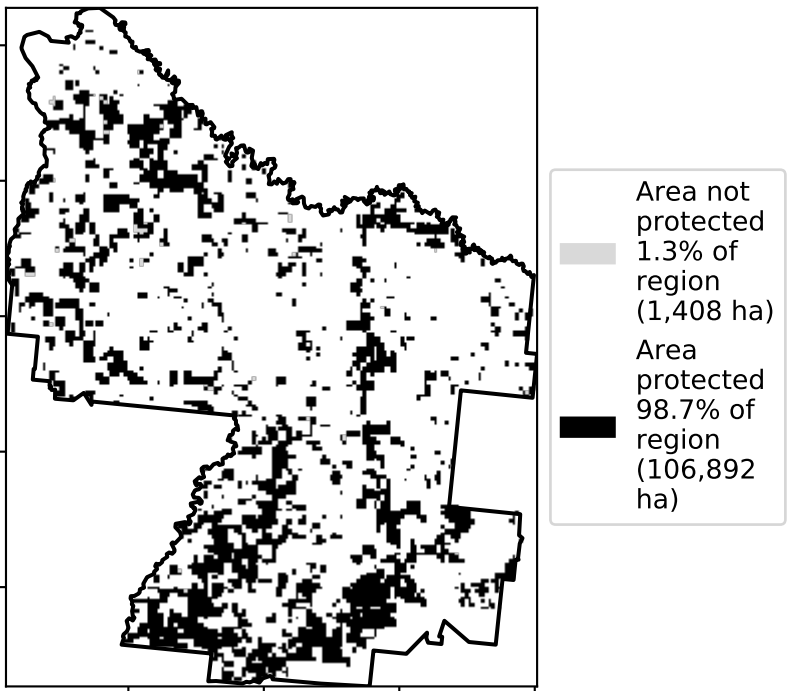 Area not
protected
1.3% of
region
(1,408 ha)
Area
protected
98.7% of
region
(106,892
ha)